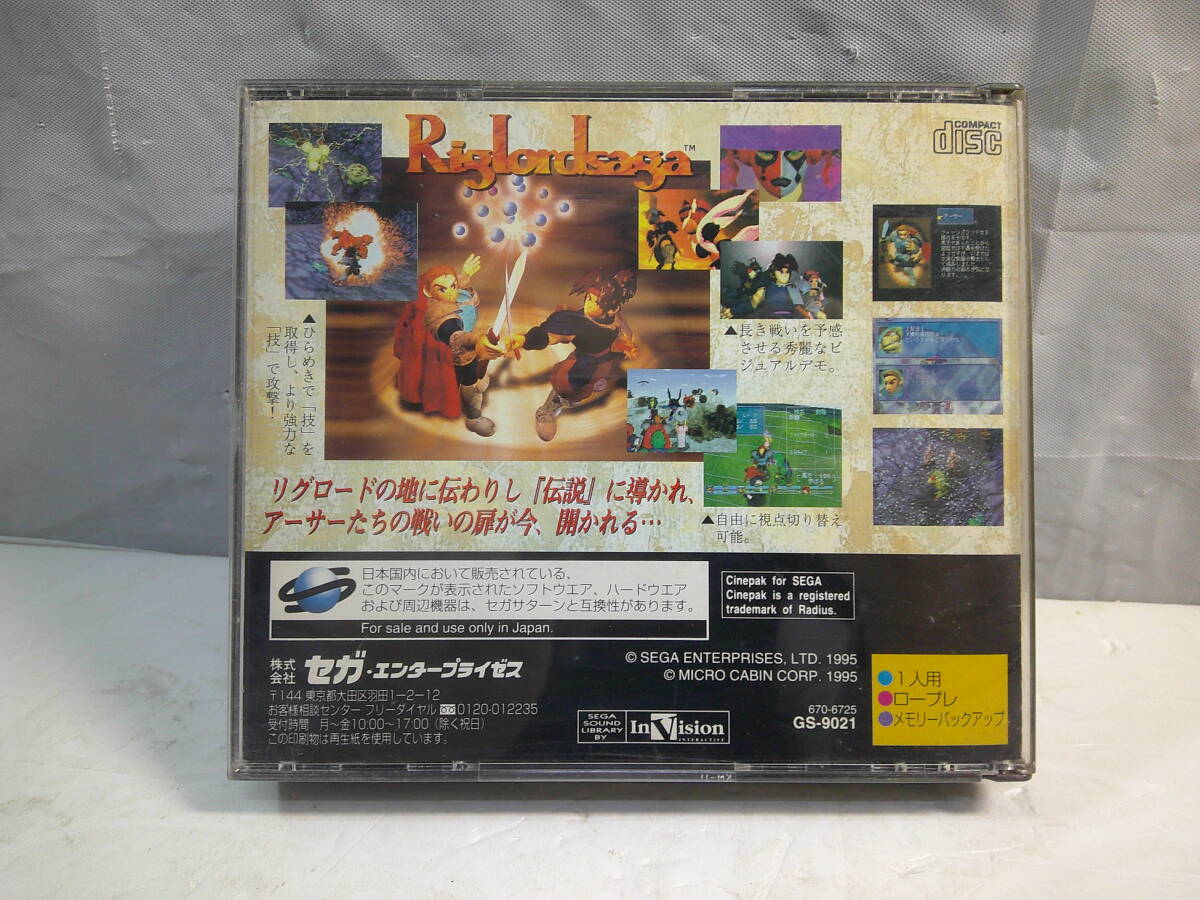 Riglordsaga™
COMPACT
disc
▲ひらめきで「技」を
取得し、より強力な
「技」で攻撃！
▲長き戦いを予感
させる秀麗なビ
ジュアルデモ。
アーサー
リグロードの地に伝わりし『伝説』に導かれ、
アーサーたちの戦いの扉が今、開かれる…
▲自由に視点切り替え
可能。
日本国内において販売されている、
このマークが表示されたソフトウエア、ハードウエア
および周辺機器は、セガサターンと互換性があります。
For sale and use only in Japan.
Cinepak for SEGA
Cinepak is a registered
trademark of Radius.
株式会社 セガ・エンタープライゼス
〒144 東京都大田区羽田1-2-12
お客様相談センター フリーダイヤル 0120-012235
受付時間 月～金10:00～17:00（除く祝日）
この印刷物は再生紙を使用しています。
© SEGA ENTERPRISES, LTD. 1995
© MICRO CABIN CORP. 1995
670-6725
GS-9021
SEGA
SOUND
LIBRARY
BY
InVision
INTERACTIVE
●1人用
●ロープレ
●メモリーバックアップ